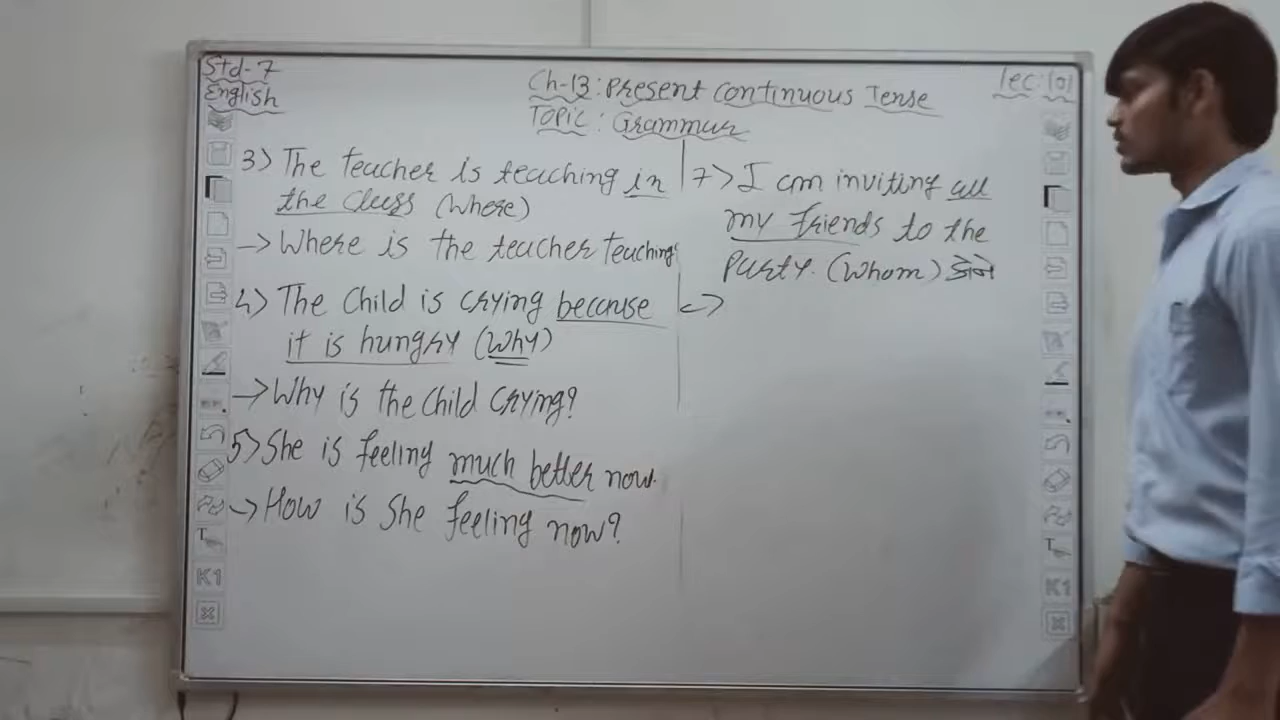 Std-7
English
Ch-13: Present Continuous Tense
Topic: Grammar
lec: 101
3) The teacher is teaching in
the class (Where)
→ Where is the teacher teaching
4) The Child is crying because
it is hungry (Why)
→ Why is the child crying?
5) She is feeling much better now.
→ How is she feeling now?
7) I am inviting all
my friends to the
Party. (Whom)
→
T
K1
T
K1